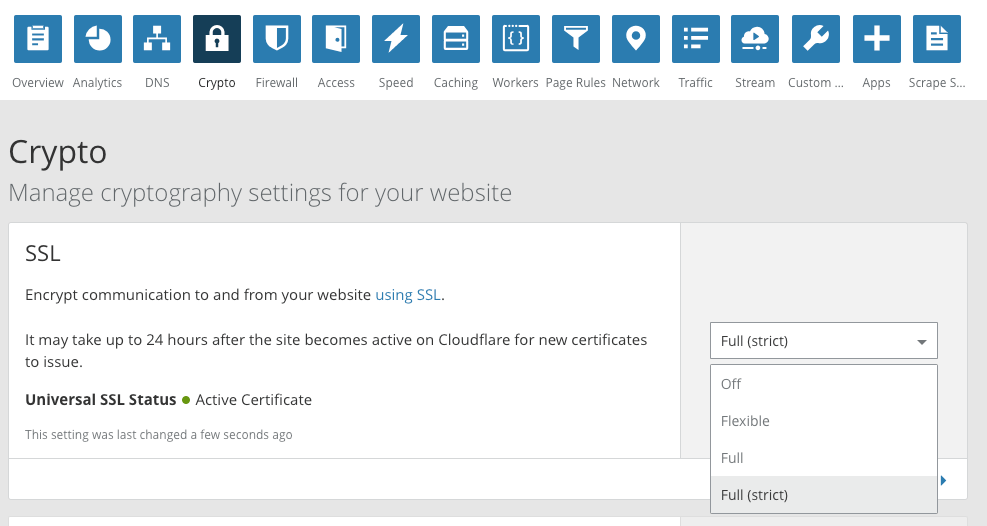 Overview Analytics DNS Crypto Firewall Access Speed Caching Workers Page Rules Network Traffic Stream Custom ... Apps Scrape S...
Crypto
Manage cryptography settings for your website
SSL
Encrypt communication to and from your website using SSL.
It may take up to 24 hours after the site becomes active on Cloudflare for new certificates
to issue.
Universal SSL Status Active Certificate
This setting was last changed a few seconds ago
Full (strict)
Off
Flexible
Full
Full (strict)